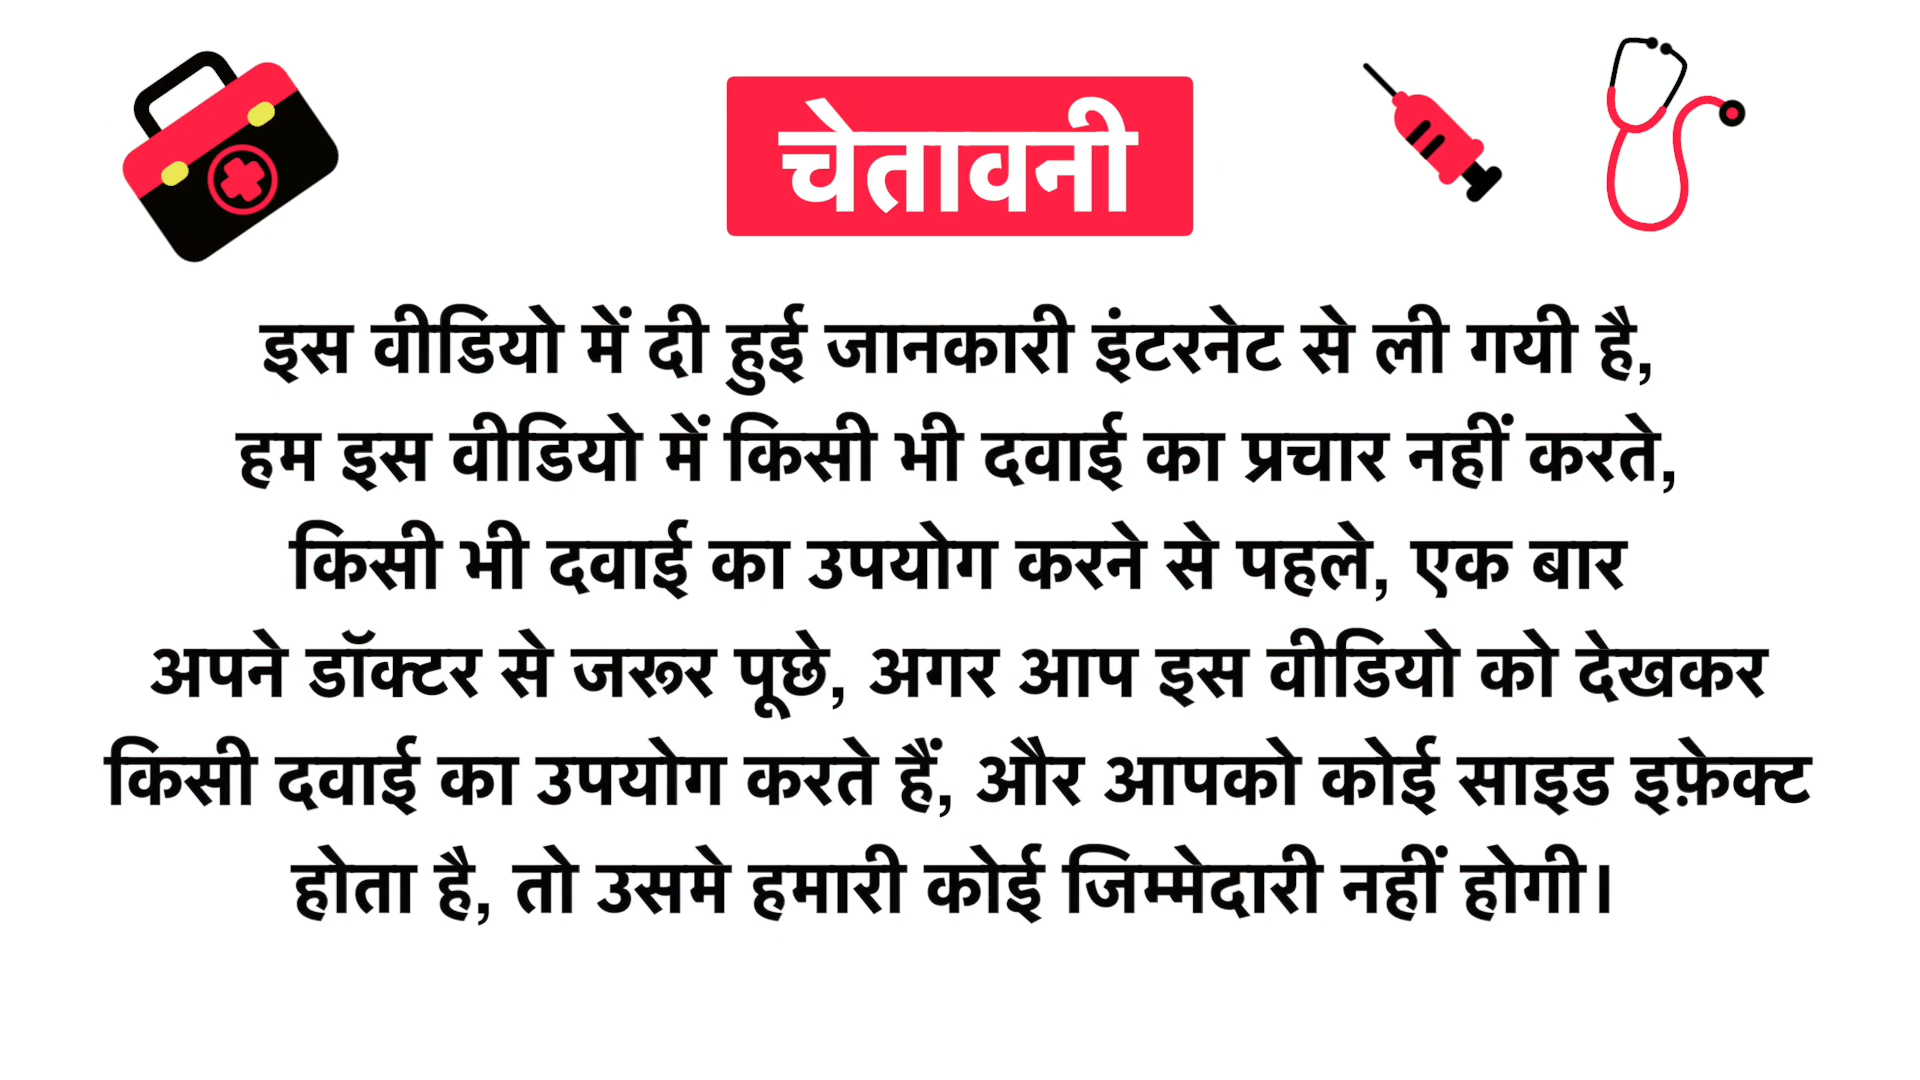 चेतावनी
इस वीडियो में दी हुई जानकारी इंटरनेट से ली गयी है,
हम इस वीडियो में किसी भी दवाई का प्रचार नहीं करते,
किसी भी दवाई का उपयोग करने से पहले, एक बार
अपने डॉक्टर से जरूर पूछे, अगर आप इस वीडियो को देखकर
किसी दवाई का उपयोग करते हैं, और आपको कोई साइड इफ़ेक्ट
होता है, तो उसमे हमारी कोई जिम्मेदारी नहीं होगी।